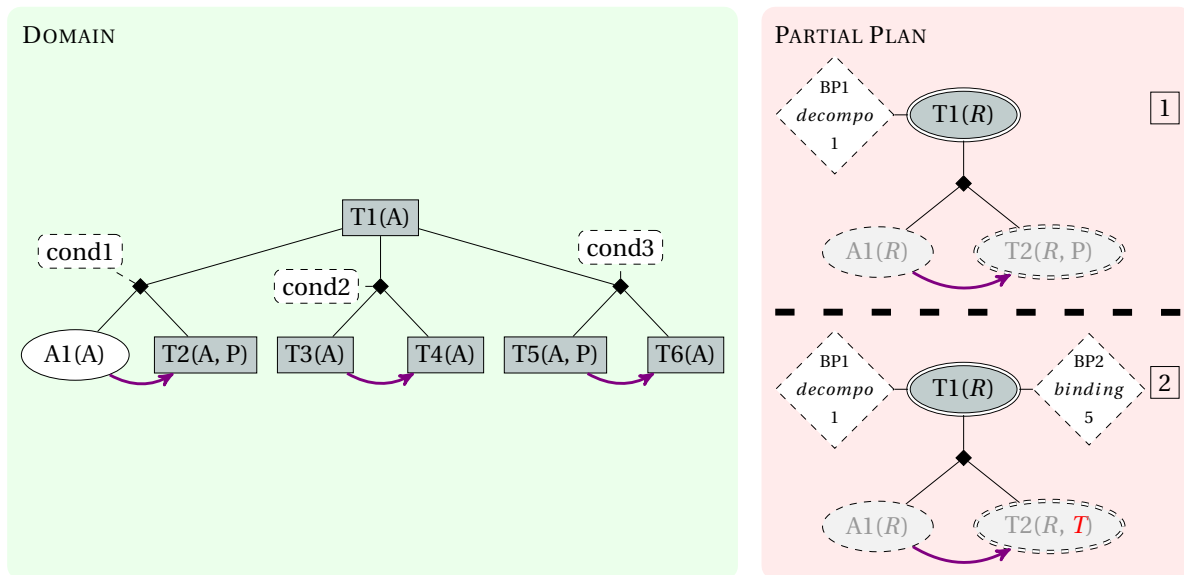 DOMAIN
T1(A)
cond1
cond2
cond3
A1(A)
T2(A, P)
T3(A)
T4(A)
T5(A, P)
T6(A)
PARTIAL PLAN
1
BP1
decompo
1
T1(R)
A1(R)
T2(R, P)
2
BP1
decompo
1
T1(R)
BP2
binding
5
A1(R)
T2(R, T)